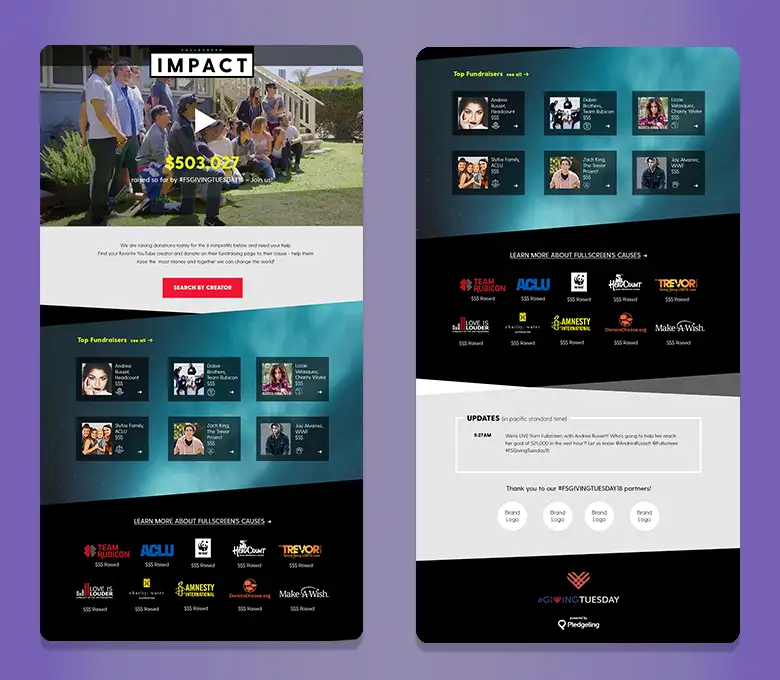 FULLSCREEN
IMPACT
$503,027
raised so far by #FSGIVINGTUESDAY18 – Join us!
We are raising donations today for the 6 nonprofits below and need your help
Find your favorite YouTube creator and donate on their fundraising page to their cause - help them
raise the most money and together we can change the world!
SEARCH BY CREATOR
Top Fundraisers see all
Andrea
Russet,
Headcount
$$$
Dobre
Brothers,
Team Rubicon
$$$
Lizzie
Velasquez,
Charity Water
$$$
Stufox Family,
ACLU
$$$
Zach King,
The Trevor
Project
$$$
Jay Alvarez,
WWF
$$$
LEARN MORE ABOUT FULLSCREEN'S CAUSES
TEAM
RUBICON
ACLU
WWF
HEADCOUNT
TREVOR
$$$ Raised
$$$ Raised
$$$ Raised
$$$ Raised
$$$ Raised
LOVE IS
LOUDER
charity: water
AMNESTY
INTERNATIONAL
DonorsChoose.org
Make-A-Wish.
$$$ Raised
$$$ Raised
$$$ Raised
$$$ Raised
$$$ Raised
Top Fundraisers see all
Andrea
Russet,
Headcount
$$$
Dobre
Brothers,
Team Rubicon
$$$
Lizzie
Velasquez,
Charity Water
$$$
Stufox Family,
ACLU
$$$
Zach King,
The Trevor
Project
$$$
Jay Alvarez,
WWF
$$$
LEARN MORE ABOUT FULLSCREEN'S CAUSES
TEAM
RUBICON
ACLU
WWF
HEADCOUNT
TREVOR
$$$ Raised
$$$ Raised
$$$ Raised
$$$ Raised
$$$ Raised
LOVE IS
LOUDER
charity: water
AMNESTY
INTERNATIONAL
DonorsChoose.org
Make-A-Wish.
$$$ Raised
$$$ Raised
$$$ Raised
$$$ Raised
$$$ Raised
UPDATES (in pacific standard time)
9:27AM
We're LIVE from Fullscreen with Andrea Russett! Who's going to help her reach
her goal of $25,000 in the next hour?! Let us know @AndreaRussett @Fullscreen
#FSGivingTuesday18
Thank you to our #FSGIVINGTUESDAY18 partners!
Brand
Logo
Brand
Logo
Brand
Logo
Brand
Logo
#GIVINGTUESDAY
powered by
Pledgeling